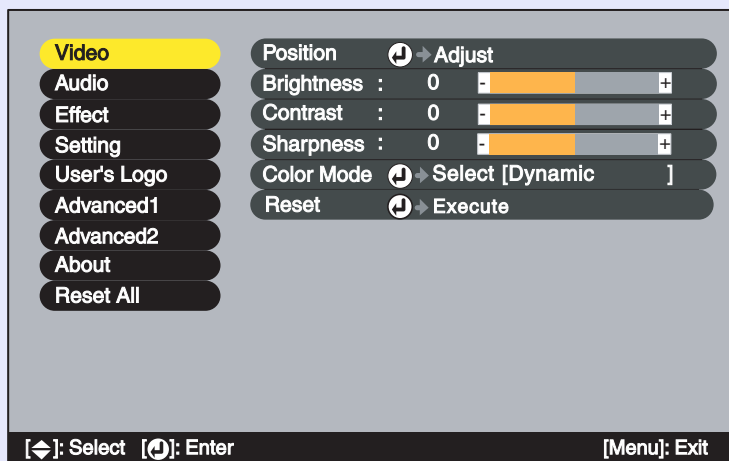 Video
Audio
Effect
Setting
User's Logo
Advanced1
Advanced2
About
Reset All
Position Adjust
Brightness : 0 - +
Contrast : 0 - +
Sharpness : 0 - +
Color Mode Select [Dynamic ]
Reset Execute
[ ]: Select [ ]: Enter [Menu]: Exit